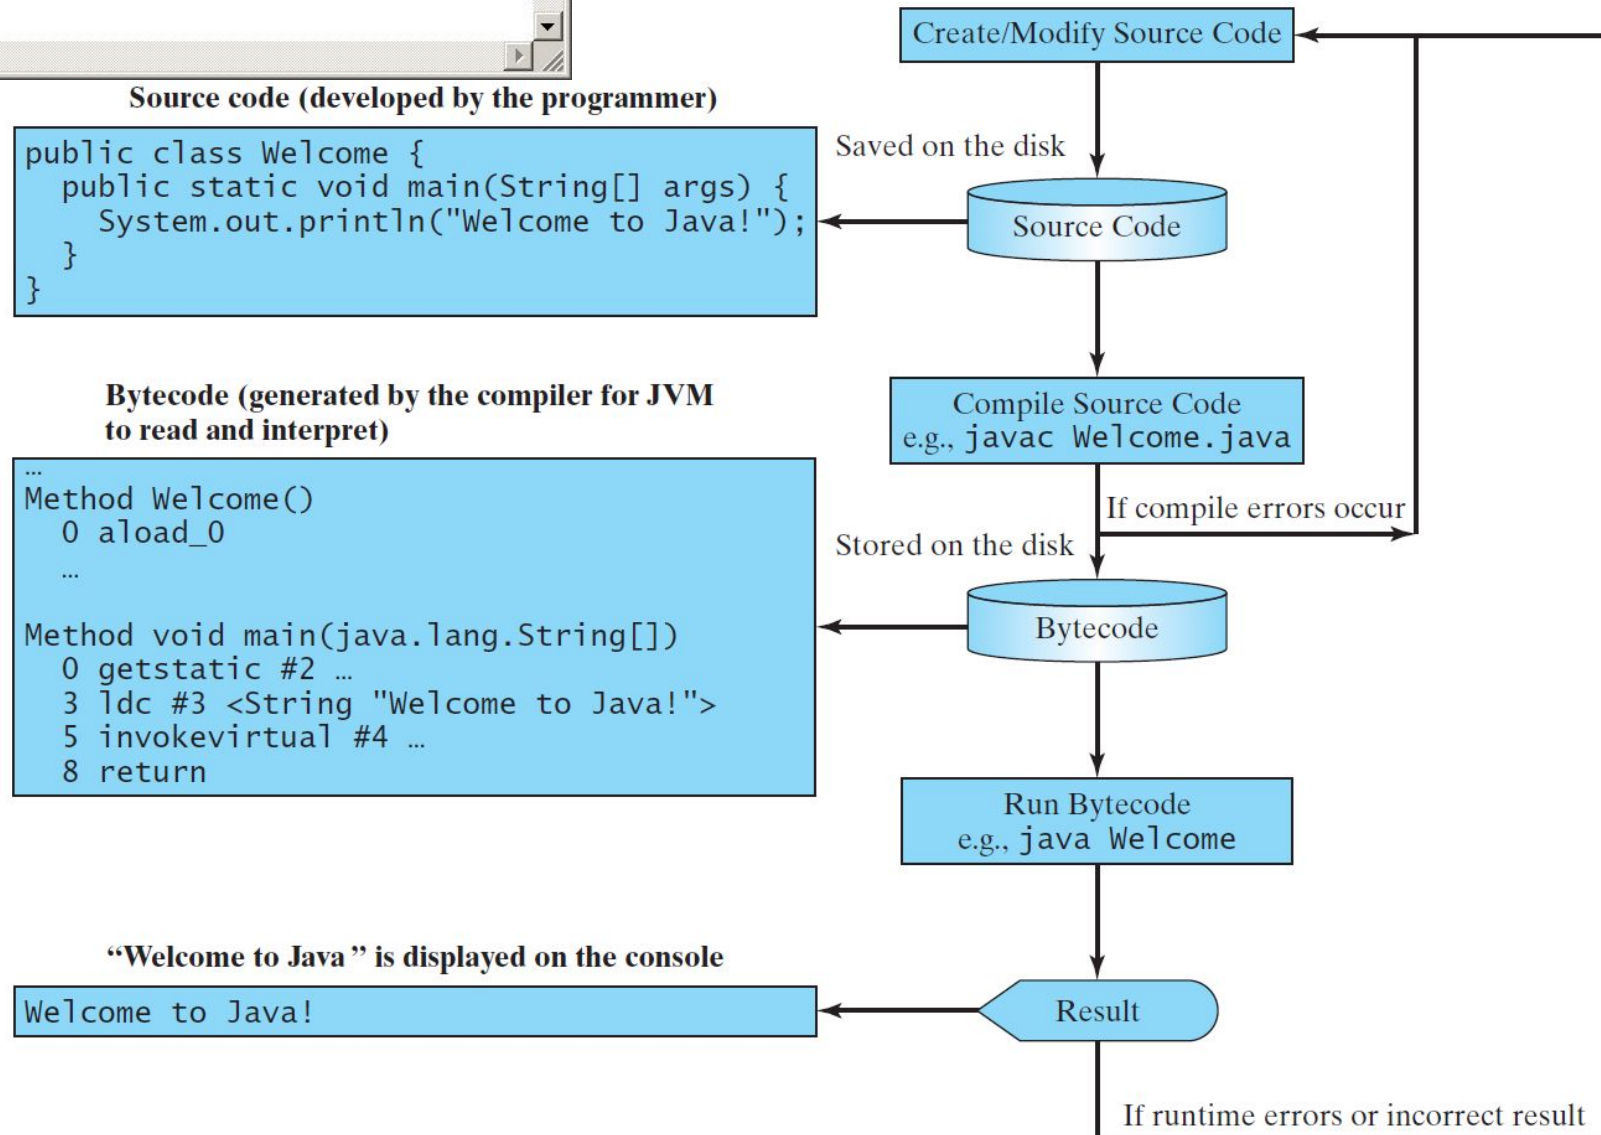 Create/Modify Source Code
Source code (developed by the programmer)
public class Welcome {
  public static void main(String[] args) {
    System.out.println("Welcome to Java!");
  }
}
Saved on the disk
Source Code
Compile Source Code
e.g., javac Welcome.java
If compile errors occur
Bytecode (generated by the compiler for JVM
to read and interpret)
…
Method Welcome()
  0 aload_0
  …
Method void main(java.lang.String[])
  0 getstatic #2 …
  3 ldc #3 <String "Welcome to Java!">
  5 invokevirtual #4 …
  8 return
Stored on the disk
Bytecode
Run Bytecode
e.g., java Welcome
“Welcome to Java ” is displayed on the console
Welcome to Java!
Result
If runtime errors or incorrect result